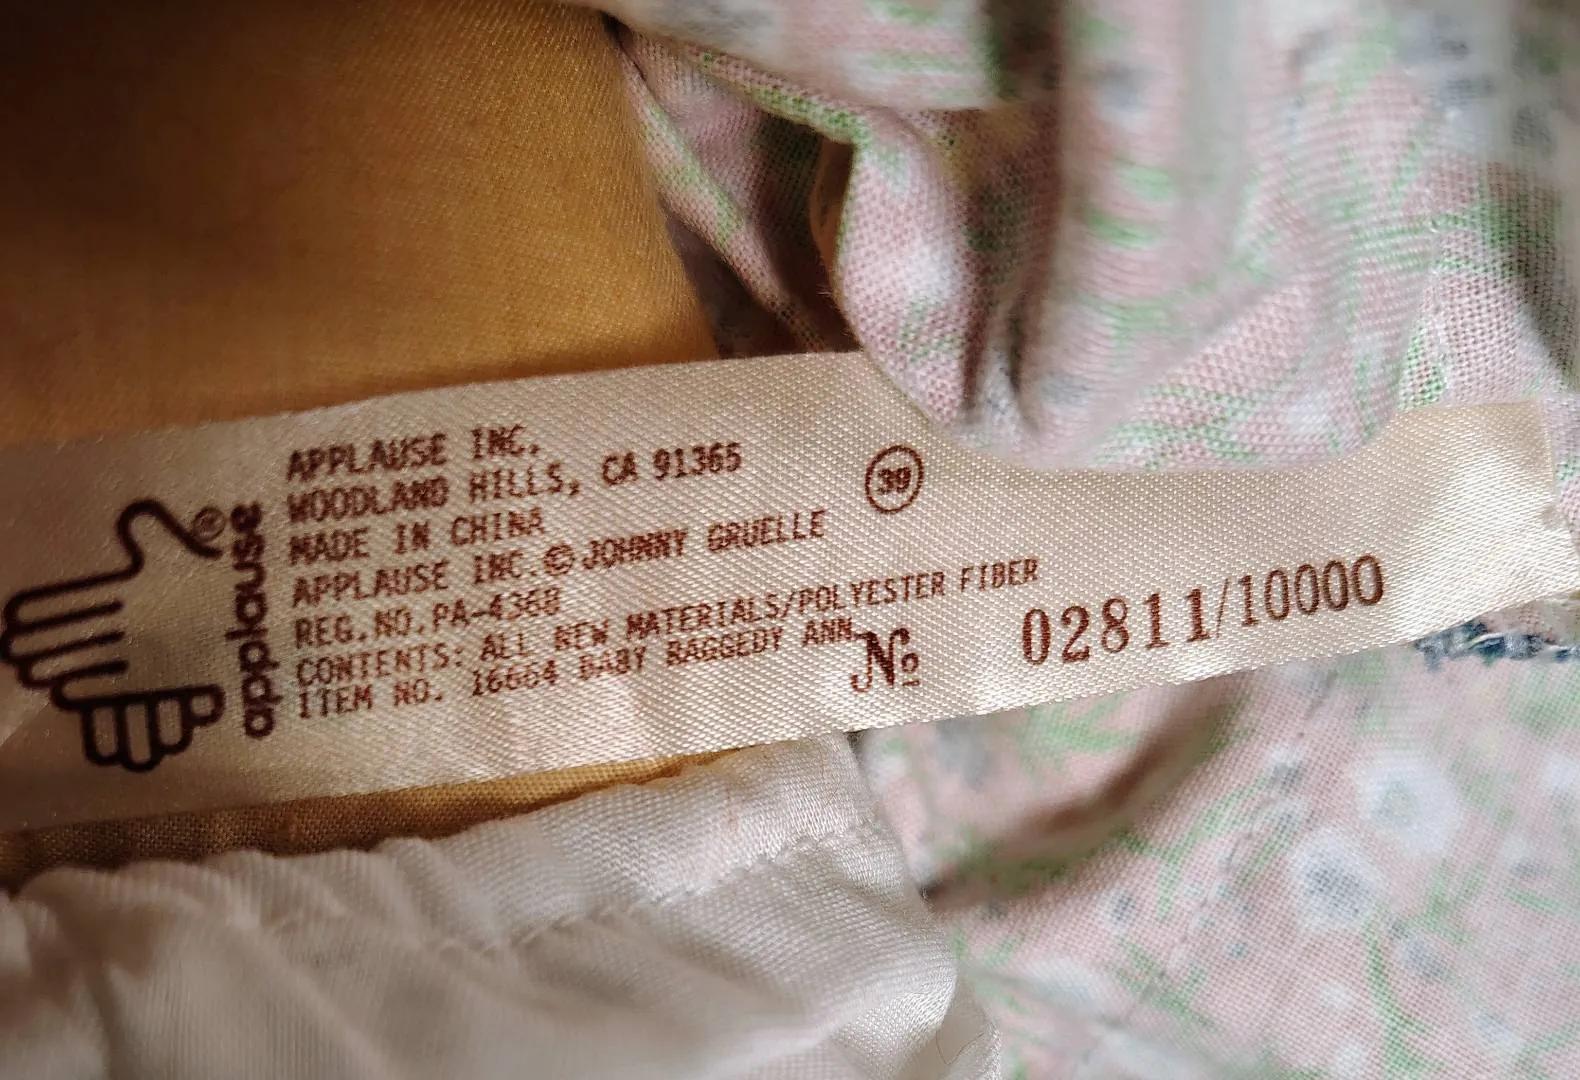 applause®
APPLAUSE INC.
WOODLAND HILLS, CA 91365
MADE IN CHINA
APPLAUSE INC.©JOHNNY GRUELLE
REG.NO.PA-4368
CONTENTS: ALL NEW MATERIALS/POLYESTER FIBER
ITEM NO. 16664 BABY RAGGEDY ANN
39
№ 02811/10000